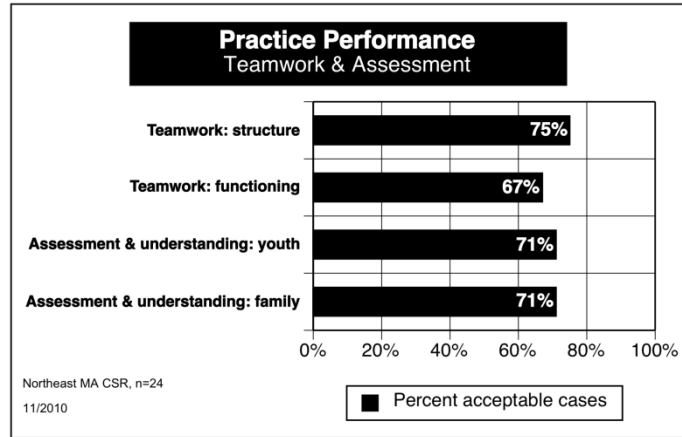 Practice Performance
Teamwork & Assessment
Teamwork: structure
75%
Teamwork: functioning
67%
Assessment & understanding: youth
71%
Assessment & understanding: family
71%
0% 20% 40% 60% 80% 100%
Northeast MA CSR, n=24
11/2010
Percent acceptable cases